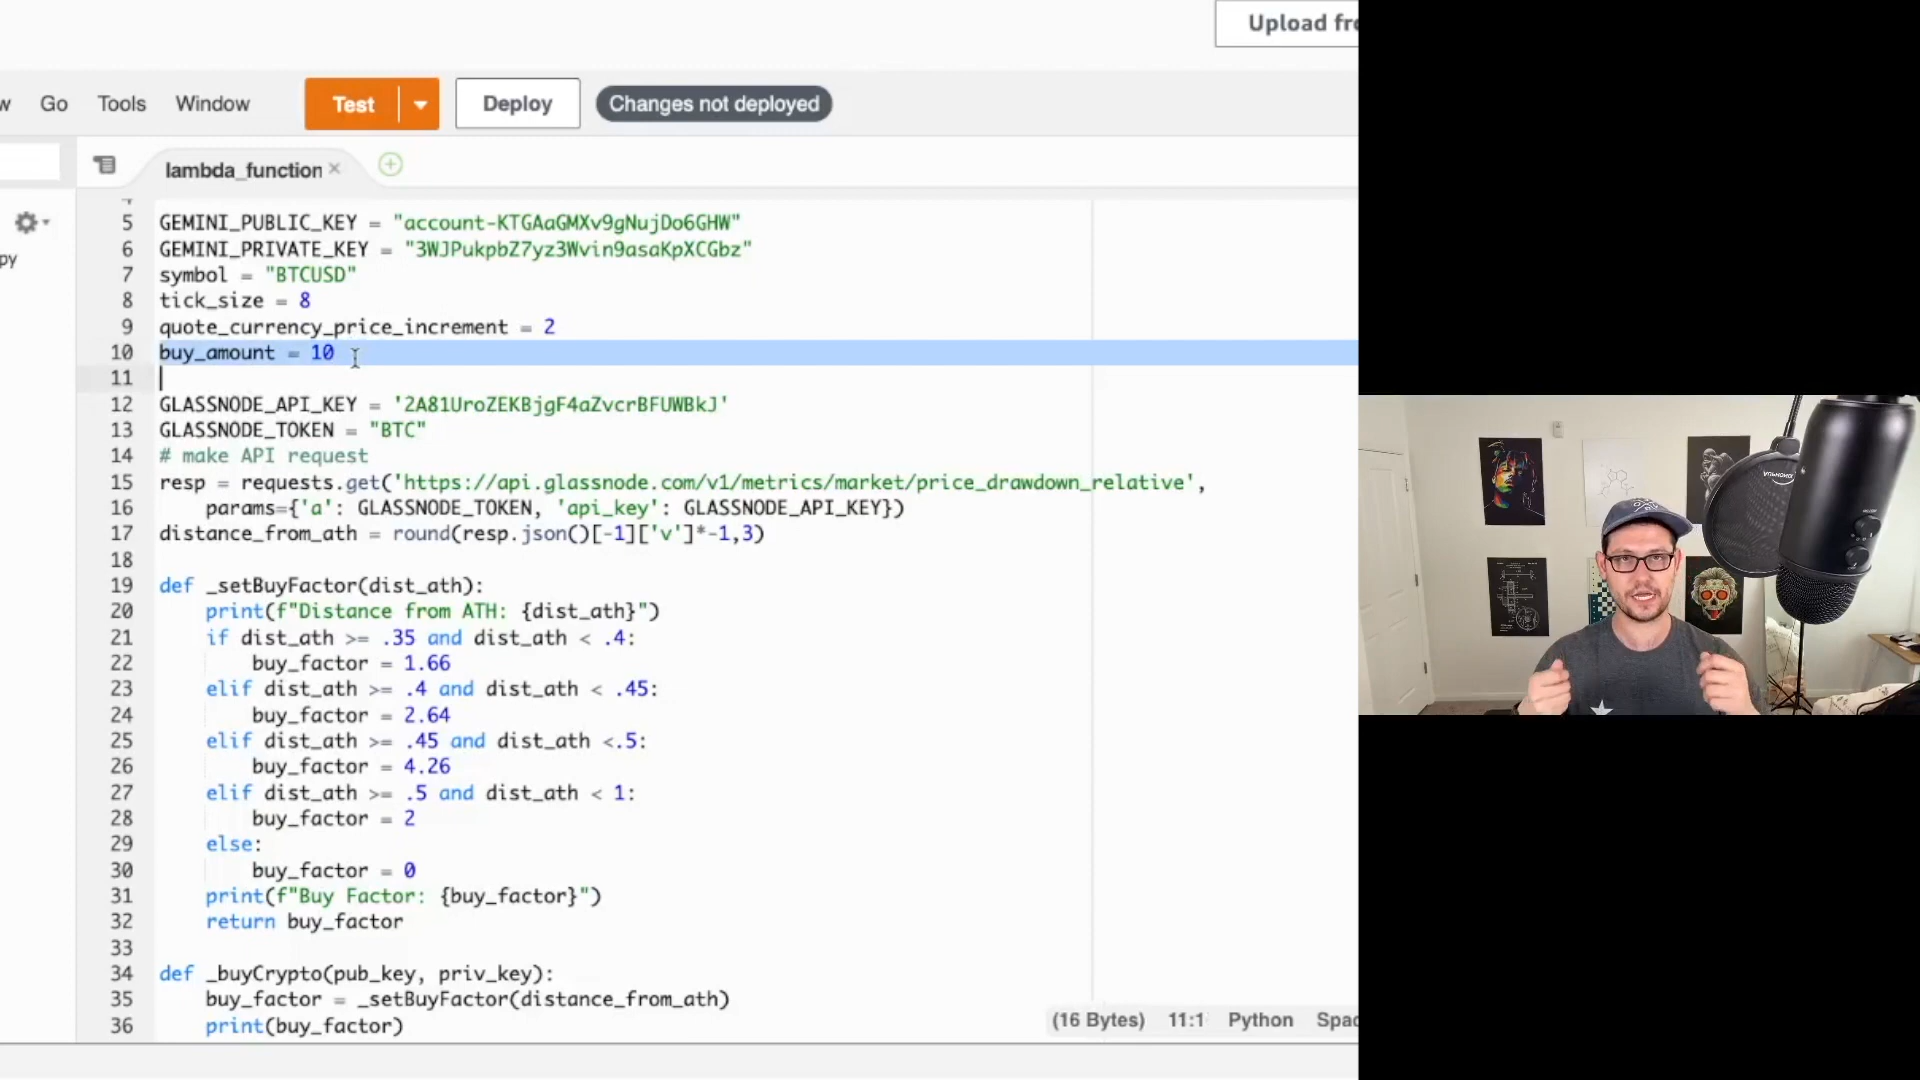 Upload fr
w Go Tools Window Test Deploy Changes not deployed
lambda_function
py
5 GEMINI_PUBLIC_KEY = "account-KTGAaGMXv9gNujDo6GHW"
6 GEMINI_PRIVATE_KEY = "3WJPukpbZ7yz3Wvin9asaKpXCGbz"
7 symbol = "BTCUSD"
8 tick_size = 8
9 quote_currency_price_increment = 2
10 buy_amount = 10
11
12 GLASSNODE_API_KEY = '2A81UroZEKBjgF4aZvcrBFUWBkJ'
13 GLASSNODE_TOKEN = "BTC"
14 # make API request
15 resp = requests.get('https://api.glassnode.com/v1/metrics/market/price_drawdown_relative',
16 params={'a': GLASSNODE_TOKEN, 'api_key': GLASSNODE_API_KEY})
17 distance_from_ath = round(resp.json()[-1]['v']*-1,3)
18
19 def _setBuyFactor(dist_ath):
20 print(f"Distance from ATH: {dist_ath}")
21 if dist_ath >= .35 and dist_ath < .4:
22 buy_factor = 1.66
23 elif dist_ath >= .4 and dist_ath < .45:
24 buy_factor = 2.64
25 elif dist_ath >= .45 and dist_ath <.5:
26 buy_factor = 4.26
27 elif dist_ath >= .5 and dist_ath < 1:
28 buy_factor = 2
29 else:
30 buy_factor = 0
31 print(f"Buy Factor: {buy_factor}")
32 return buy_factor
33
34 def _buyCrypto(pub_key, priv_key):
35 buy_factor = _setBuyFactor(distance_from_ath)
36 print(buy_factor)
(16 Bytes) 11:1 Python Spac